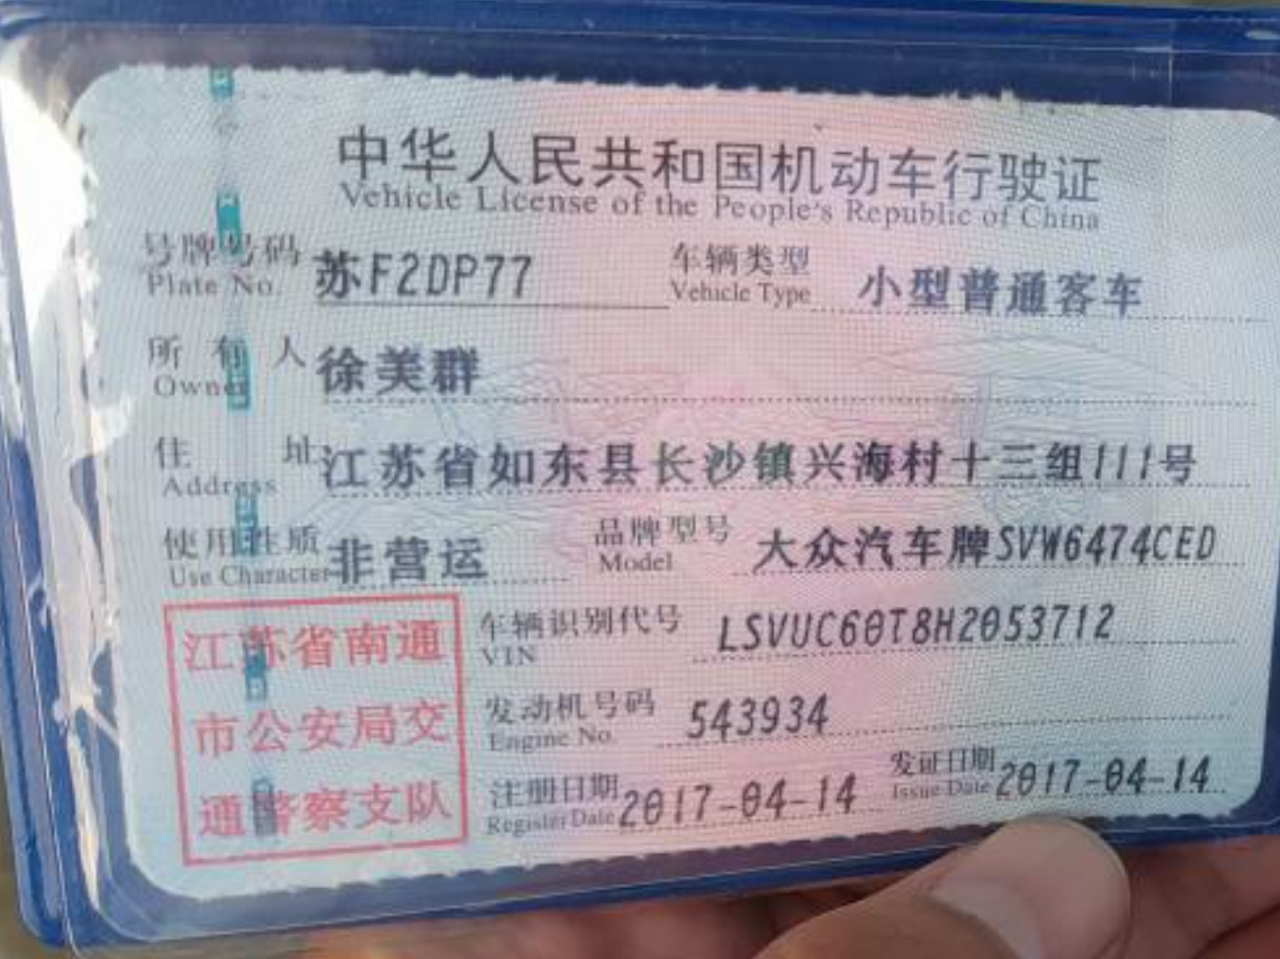 中华人民共和国机动车行驶证
Vehicle License of the People's Republic of China
号牌号码 苏F2DP77 车辆类型 小型普通客车
Plate No. Vehicle Type
所有人 徐美群
Owner
住址 江苏省如东县长沙镇兴海村十三组111号
Address
使用性质 非营运 品牌型号 大众汽车牌SVW6474CED
Use Character Model
江苏省南通
市公安局交
通警察支队
车辆识别代号 LSVUC60T8H2053712
VIN
发动机号码 543934
Engine No.
注册日期 2017-04-14 发证日期 2017-04-14
Register Date Issue Date